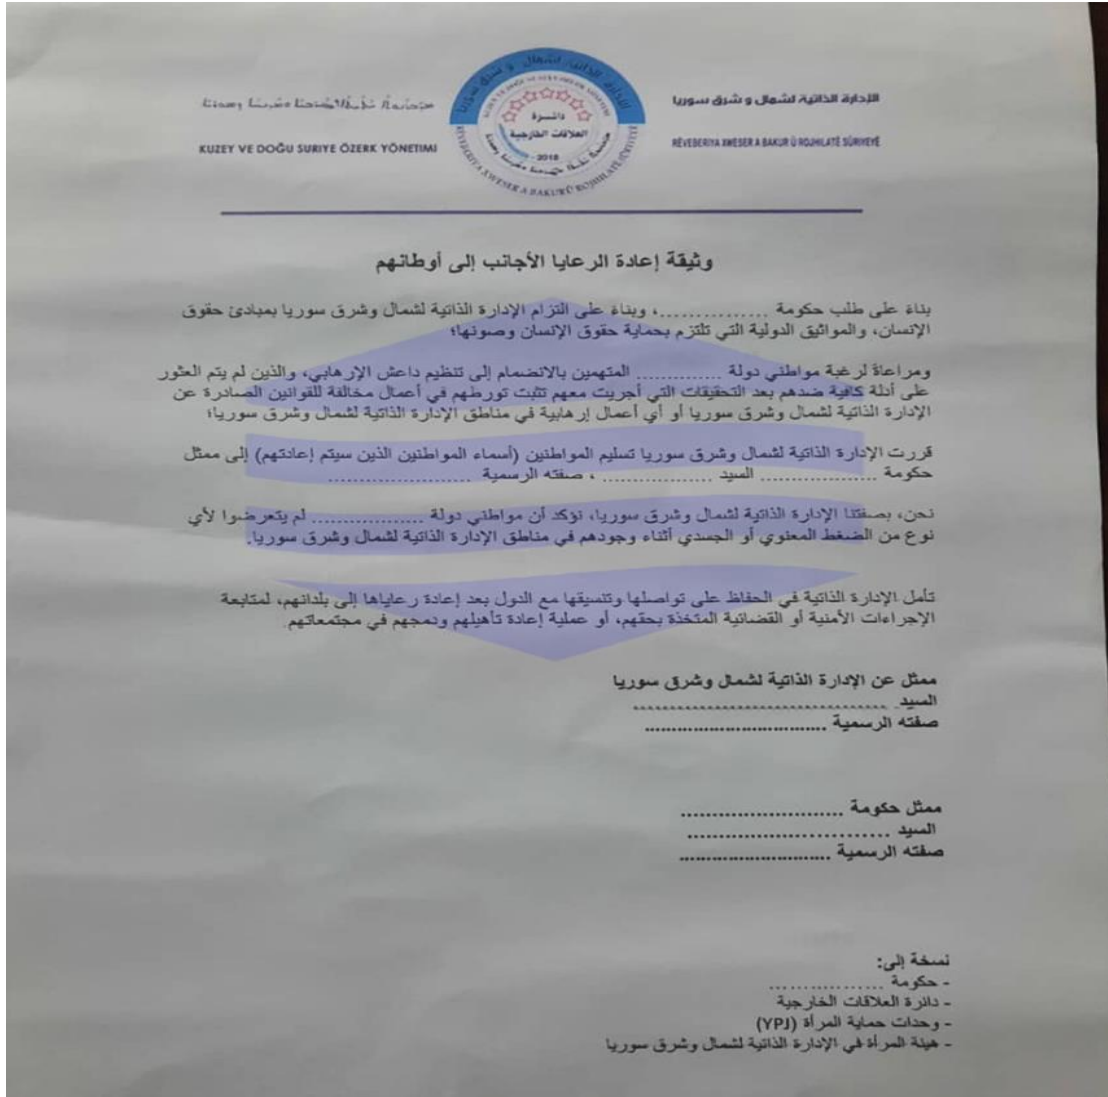 الإدارة الذاتية لشمال و شرق سوريا
RÊVEBERIYA XWESER A BAKUR Û ROJHILATÊ SÛRIYEYÊ
KUZEY VE DOĞU SURIYE ÖZERK YÖNETIMI
الإدارة الذاتية لشمال و شرق سوريا
دائرة
العلاقات الخارجية
2018
وثيقة إعادة الرعايا الأجانب إلى أوطانهم
بناءً على طلب حكومة ................، وبناءً على التزام الإدارة الذاتية لشمال وشرق سوريا بمبادئ حقوق
الإنسان، والمواثيق الدولية التي تلتزم بحماية حقوق الإنسان وصونها؛
ومراعاةً لرغبة مواطني دولة ............. المتهمين بالانضمام إلى تنظيم داعش الإرهابي، والذين لم يتم العثور
على أدلة كافية ضدهم بعد التحقيقات التي أجريت معهم تثبت تورطهم في أعمال مخالفة للقوانين الصادرة عن
الإدارة الذاتية لشمال وشرق سوريا أو أي أعمال إرهابية في مناطق الإدارة الذاتية لشمال وشرق سوريا؛
قررت الإدارة الذاتية لشمال وشرق سوريا تسليم المواطنين (أسماء المواطنين الذين سيتم إعادتهم) إلى ممثل
حكومة .................. السيد .................. ، صفته الرسمية .......................
نحن، بصفتنا الإدارة الذاتية لشمال وشرق سوريا، نؤكد أن مواطني دولة .................. لم يتعرضوا لأي
نوع من الضغط المعنوي أو الجسدي أثناء وجودهم في مناطق الإدارة الذاتية لشمال وشرق سوريا.
تأمل الإدارة الذاتية في الحفاظ على تواصلها وتنسيقها مع الدول بعد إعادة رعاياها إلى بلدانهم، لمتابعة
الإجراءات الأمنية أو القضائية المتخذة بحقهم، أو عملية إعادة تأهيلهم ودمجهم في مجتمعاتهم.
ممثل عن الإدارة الذاتية لشمال وشرق سوريا
السيد ..................................
صفته الرسمية ................................
ممثل حكومة ............................
السيد ................................
صفته الرسمية ...........................
نسخة إلى:
- حكومة ..................
- دائرة العلاقات الخارجية
- وحدات حماية المرأة (YPJ)
- هيئة المرأة في الإدارة الذاتية لشمال وشرق سوريا